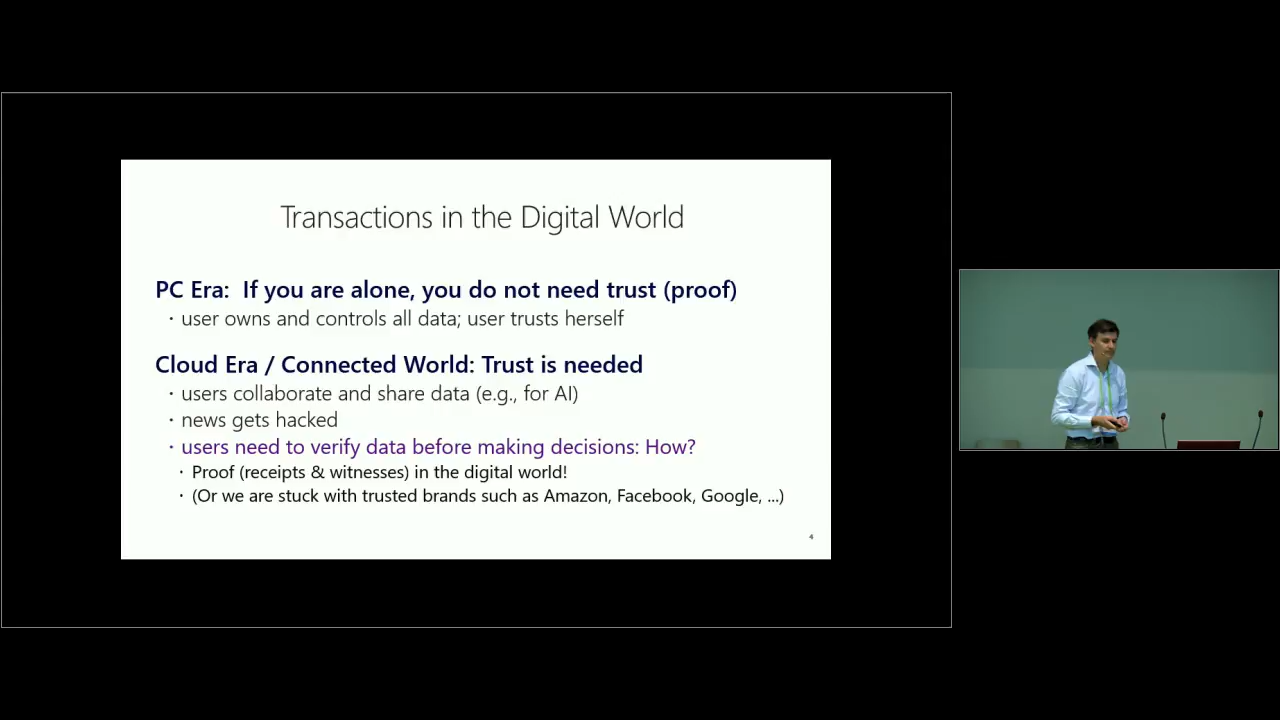 Transactions in the Digital World
PC Era: If you are alone, you do not need trust (proof)
· user owns and controls all data; user trusts herself
Cloud Era / Connected World: Trust is needed
· users collaborate and share data (e.g., for AI)
· news gets hacked
· users need to verify data before making decisions: How?
· Proof (receipts & witnesses) in the digital world!
· (Or we are stuck with trusted brands such as Amazon, Facebook, Google, ...)
4